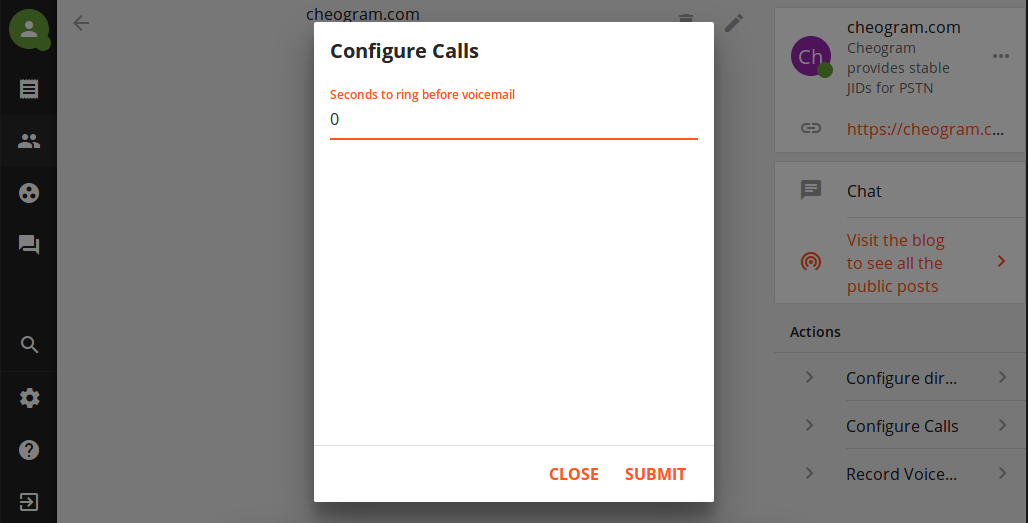 cheogram.com
Configure Calls
Seconds to ring before voicemail
0
CLOSE
SUBMIT
Ch
cheogram.com
Cheogram
provides stable
JIDs for PSTN
https://cheogram.c...
Chat
Visit the blog
to see all the
public posts
Actions
Configure dir...
Configure Calls
Record Voice...